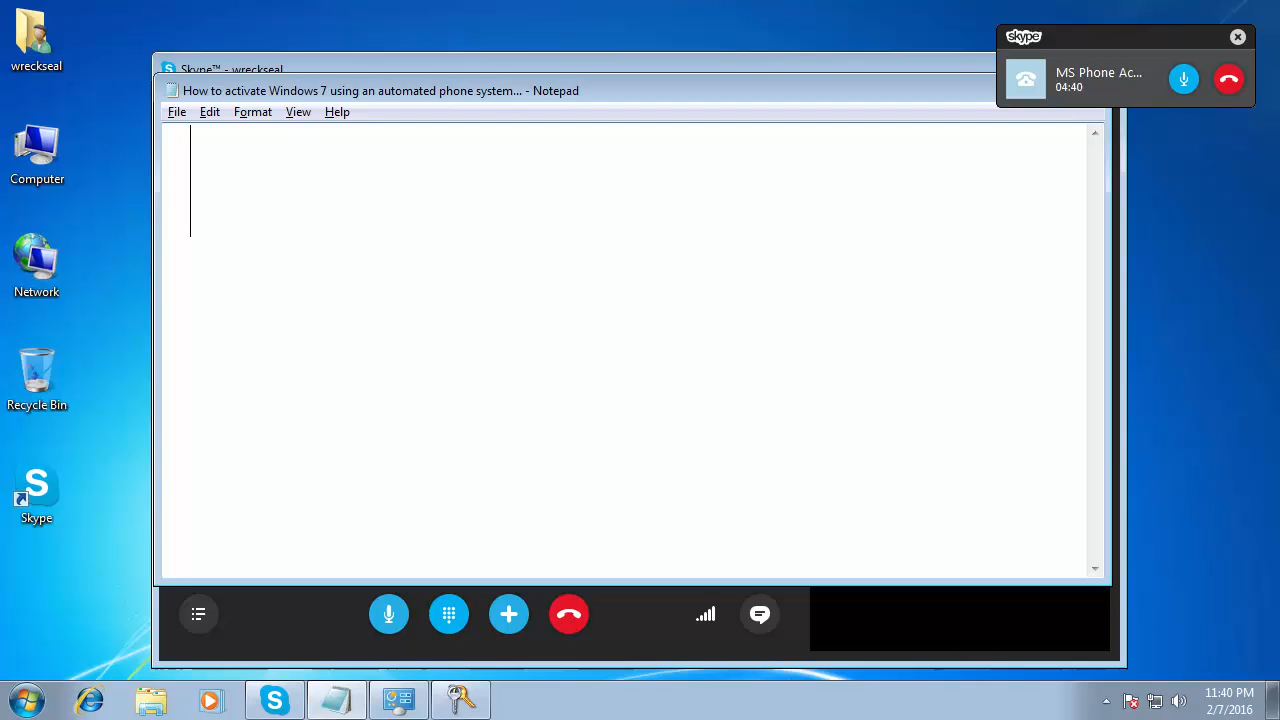 wreckseal
Computer
Network
Recycle Bin
S
Skype
Skype™ - wreckseal
How to activate Windows 7 using an automated phone system... - Notepad
File Edit Format View Help
skype
MS Phone Ac...
04:40
11:40 PM
2/7/2016